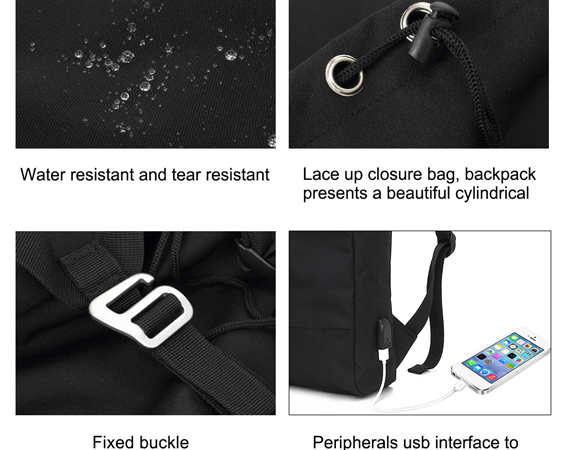 Water resistant and tear resistant
Lace up closure bag, backpack
presents a beautiful cylindrical
Fixed buckle
Peripherals usb interface to